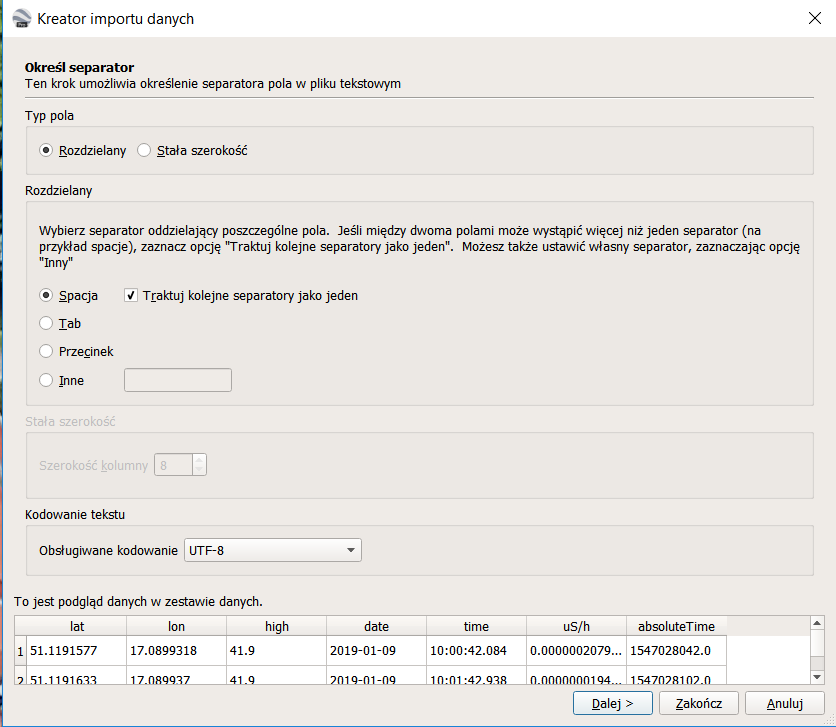 Kreator importu danych
Określ separator
Ten krok umożliwia określenie separatora pola w pliku tekstowym
Typ pola
Rozdzielany Stała szerokość
Rozdzielany
Wybierz separator oddzielający poszczególne pola. Jeśli między dwoma polami może wystąpić więcej niż jeden separator (na
przykład spacje), zaznacz opcję "Traktuj kolejne separatory jako jeden". Możesz także ustawić własny separator, zaznaczając opcję
"Inny"
Spacja Traktuj kolejne separatory jako jeden
Tab
Przecinek
Inne
Stała szerokość
Szerokość kolumny 8
Kodowanie tekstu
Obsługiwane kodowanie UTF-8
To jest podgląd danych w zestawie danych.
lat lon high date time uS/h absoluteTime
1 51.1191577 17.0899318 41.9 2019-01-09 10:00:42.084 0.0000002079... 1547028042.0
2 51.1191633 17.089937 41.9 2019-01-09 10:01:42.938 0.0000000194... 1547028102.0
Dalej > Zakończ Anuluj